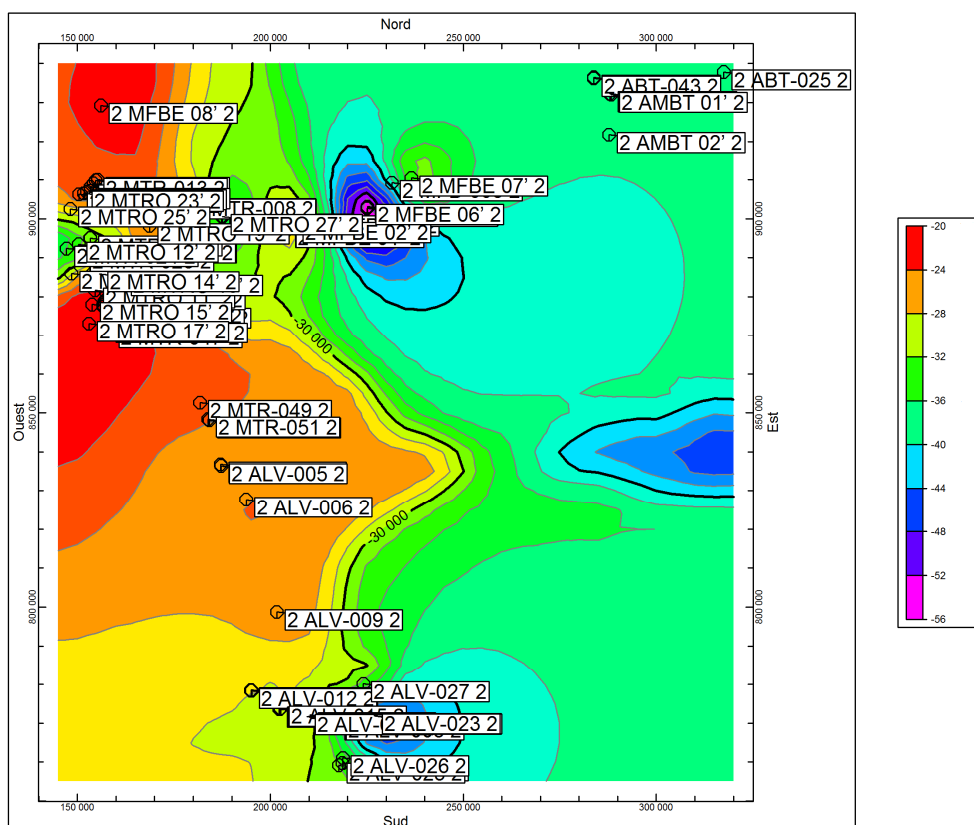 Nord
150 000 200 000 250 000 300 000
2 ABT-043 2
2 ABT-025 2
2 AMBT 01' 2
2 MFBE 08' 2
2 AMBT 02' 2
2 MTR-013 2
2 MFBE 07' 2
2 MTRO 23' 2
2 MTRO 25' 2
2 MTRO 27' 2
2 MFBE 06' 2
2 MTRO 12' 2
2 MTRO 14' 2
2 MTRO 15' 2
2 MTRO 17' 2
2 MTR-049 2
2 MTR-051 2
2 ALV-005 2
2 ALV-006 2
2 ALV-009 2
2 ALV-012 2
2 ALV-027 2
2 ALV-023 2
2 ALV-026 2
-30 000
-30 000
Ouest
Est
900 000
850 000
800 000
900 000
850 000
800 000
150 000 200 000 250 000 300 000
Sud
-20
-24
-28
-32
-36
-40
-44
-48
-52
-56